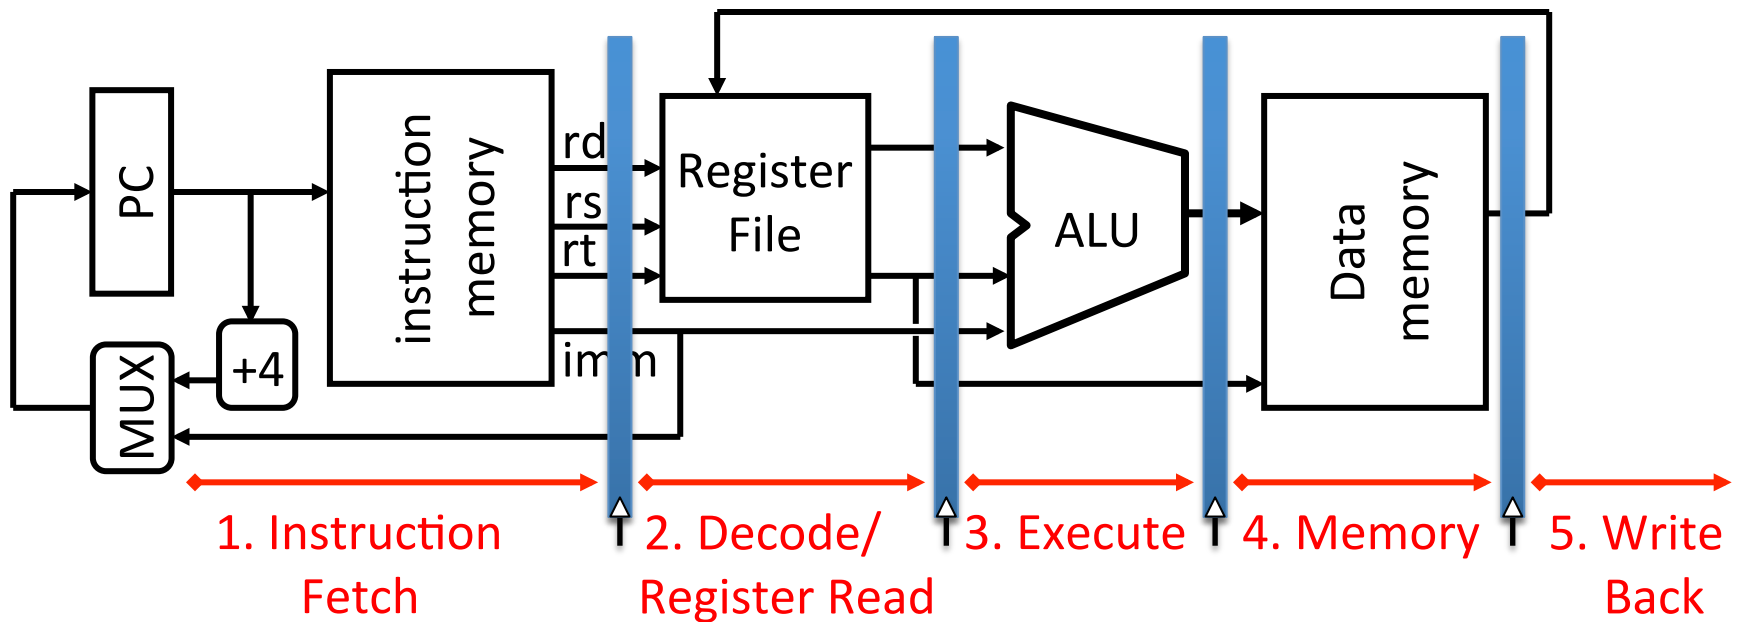 PC
MUX
+4
instruction
memory
rd
rs
rt
imm
Register
File
ALU
Data
memory
1. Instruction
Fetch
2. Decode/
Register Read
3. Execute
4. Memory
5. Write
Back